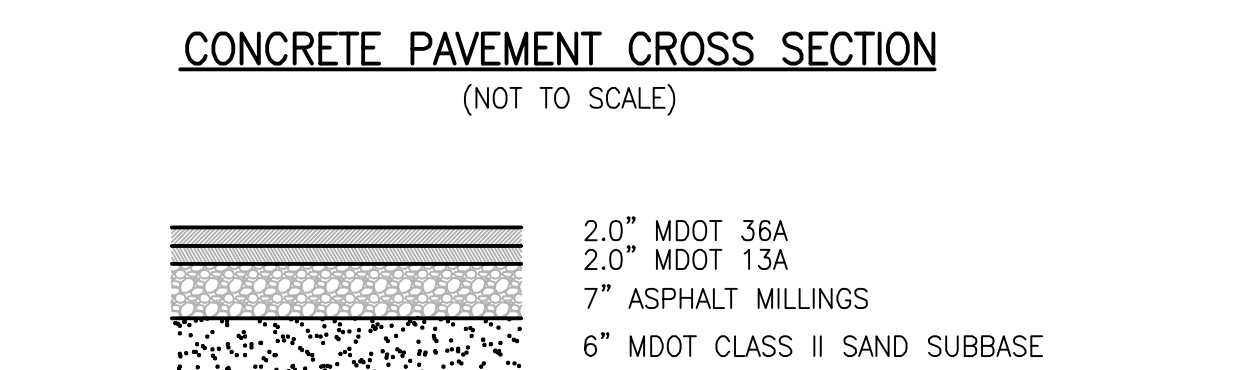 CONCRETE PAVEMENT CROSS SECTION
(NOT TO SCALE)
2.0” MDOT 36A
2.0” MDOT 13A
7” ASPHALT MILLINGS
6” MDOT CLASS II SAND SUBBASE